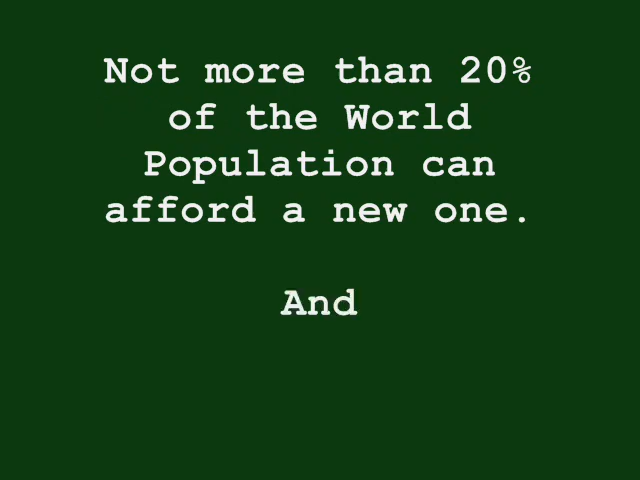 Not more than 20%
of the World
Population can
afford a new one.
And